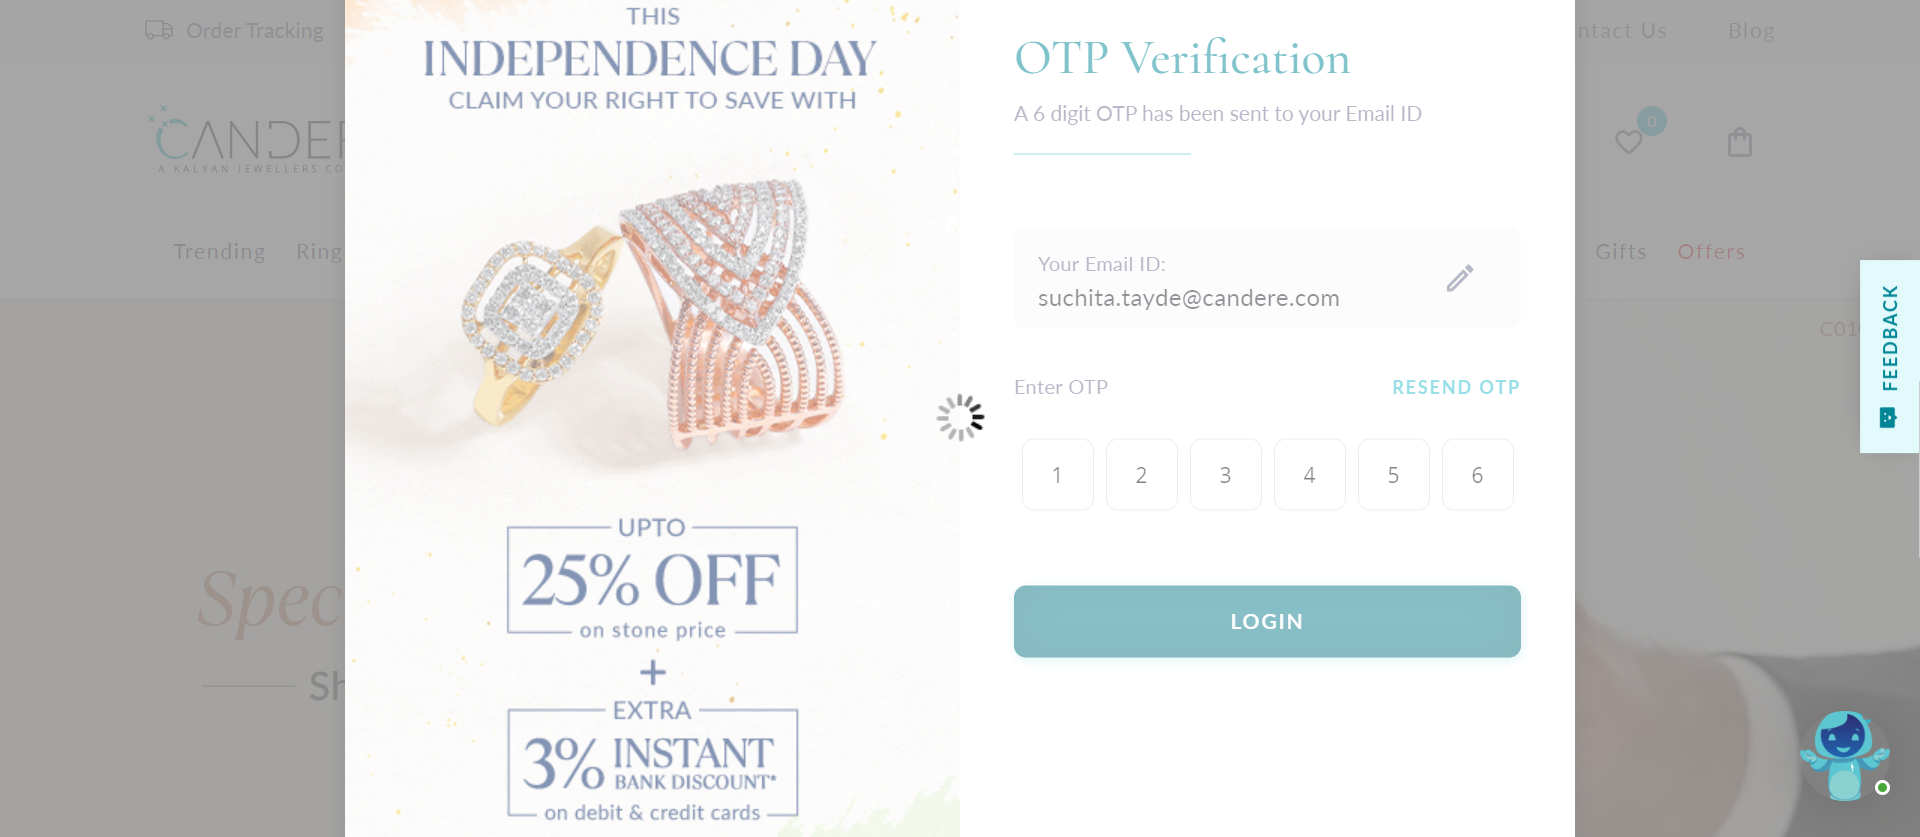 Order Tracking
ntact Us
Blog
CANDERE
A KALYAN JEWELLERS CO
0
Trending
Ring
Gifts
Offers
THIS
INDEPENDENCE DAY
CLAIM YOUR RIGHT TO SAVE WITH
UPTO
25% OFF
on stone price
+
EXTRA
3% INSTANT
BANK DISCOUNT*
on debit & credit cards
OTP Verification
A 6 digit OTP has been sent to your Email ID
Your Email ID:
suchita.tayde@candere.com
Enter OTP
RESEND OTP
1 2 3 4 5 6
LOGIN
Spec
Sh
C01
FEEDBACK